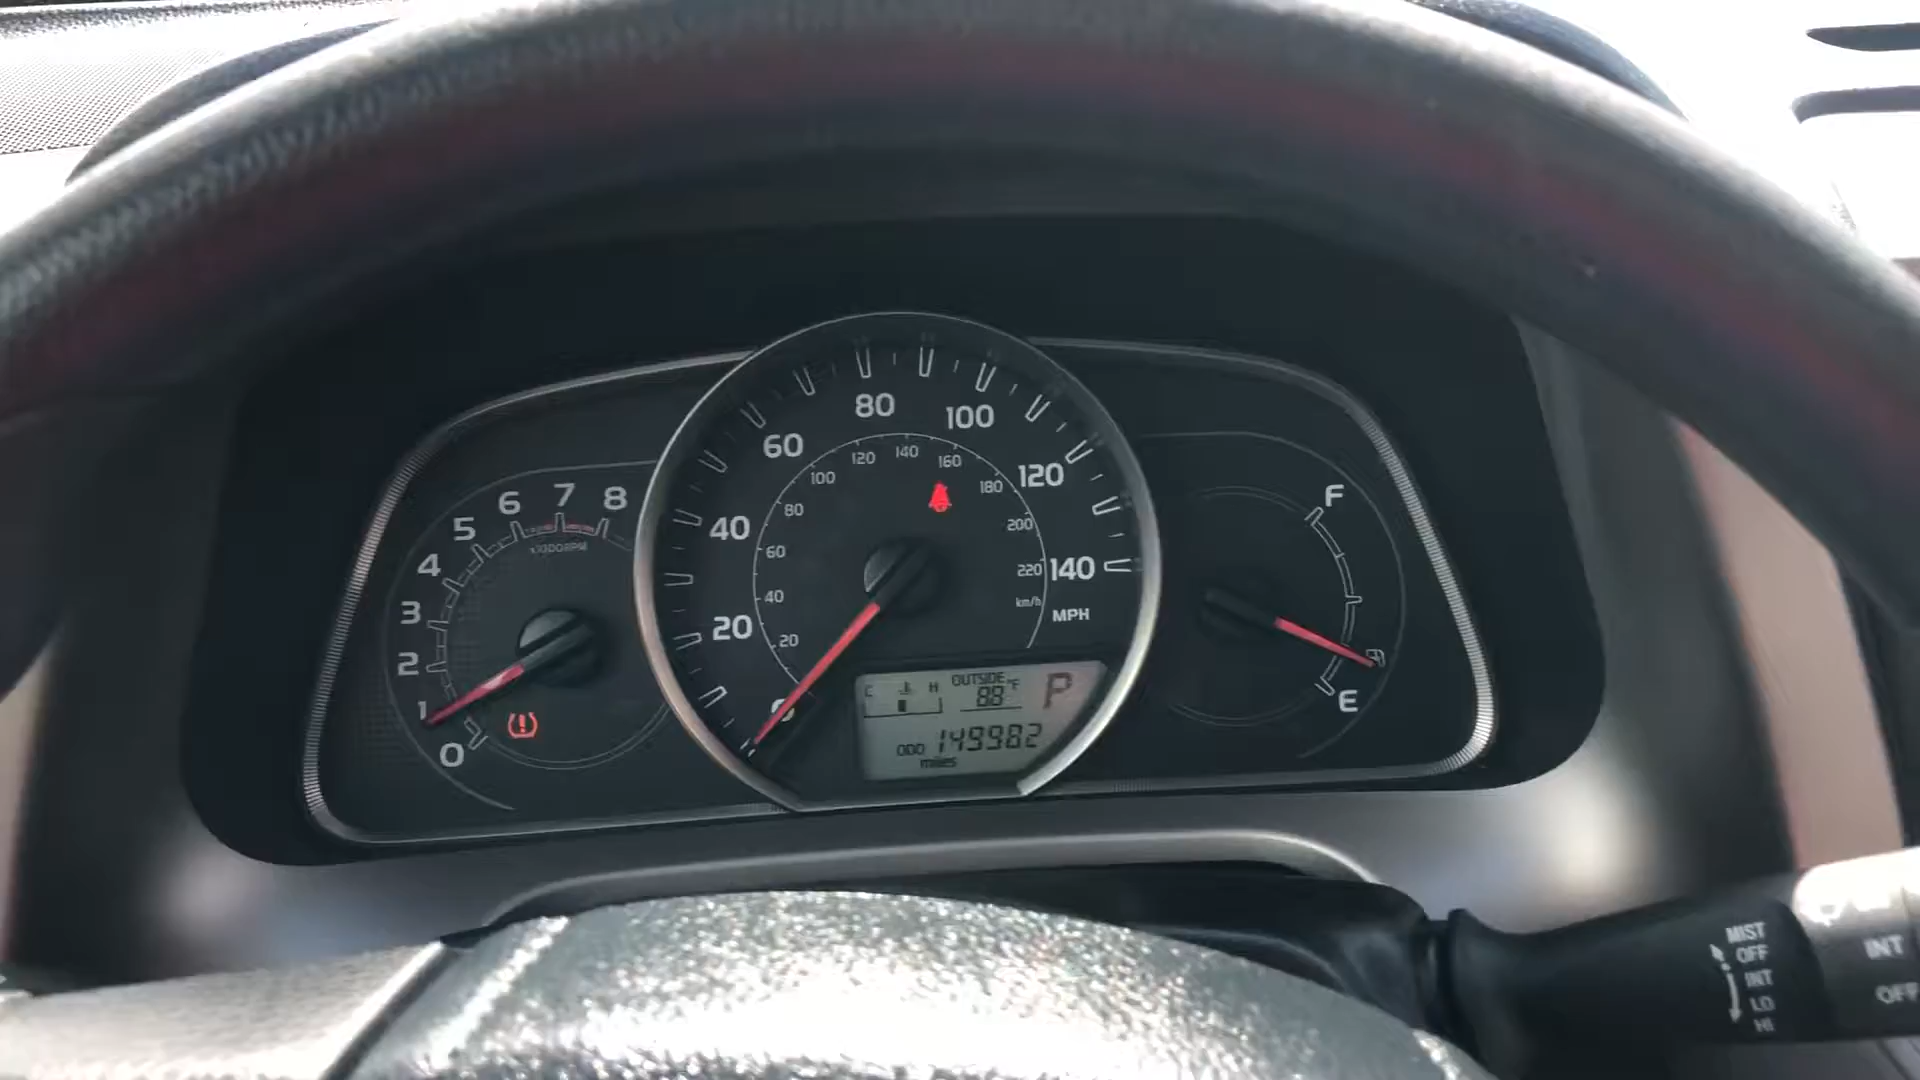 8
7
6
5
4
3
2
1
0
x1000RPM
20
40
60
80
100
120
140
MPH
20
40
60
80
100
120
140
160
180
200
220
km/h
C H
OUTSIDE
88°F
P
ODO 149982
miles
F
E
MIST
OFF
INT
LO
HI
INT
OFF